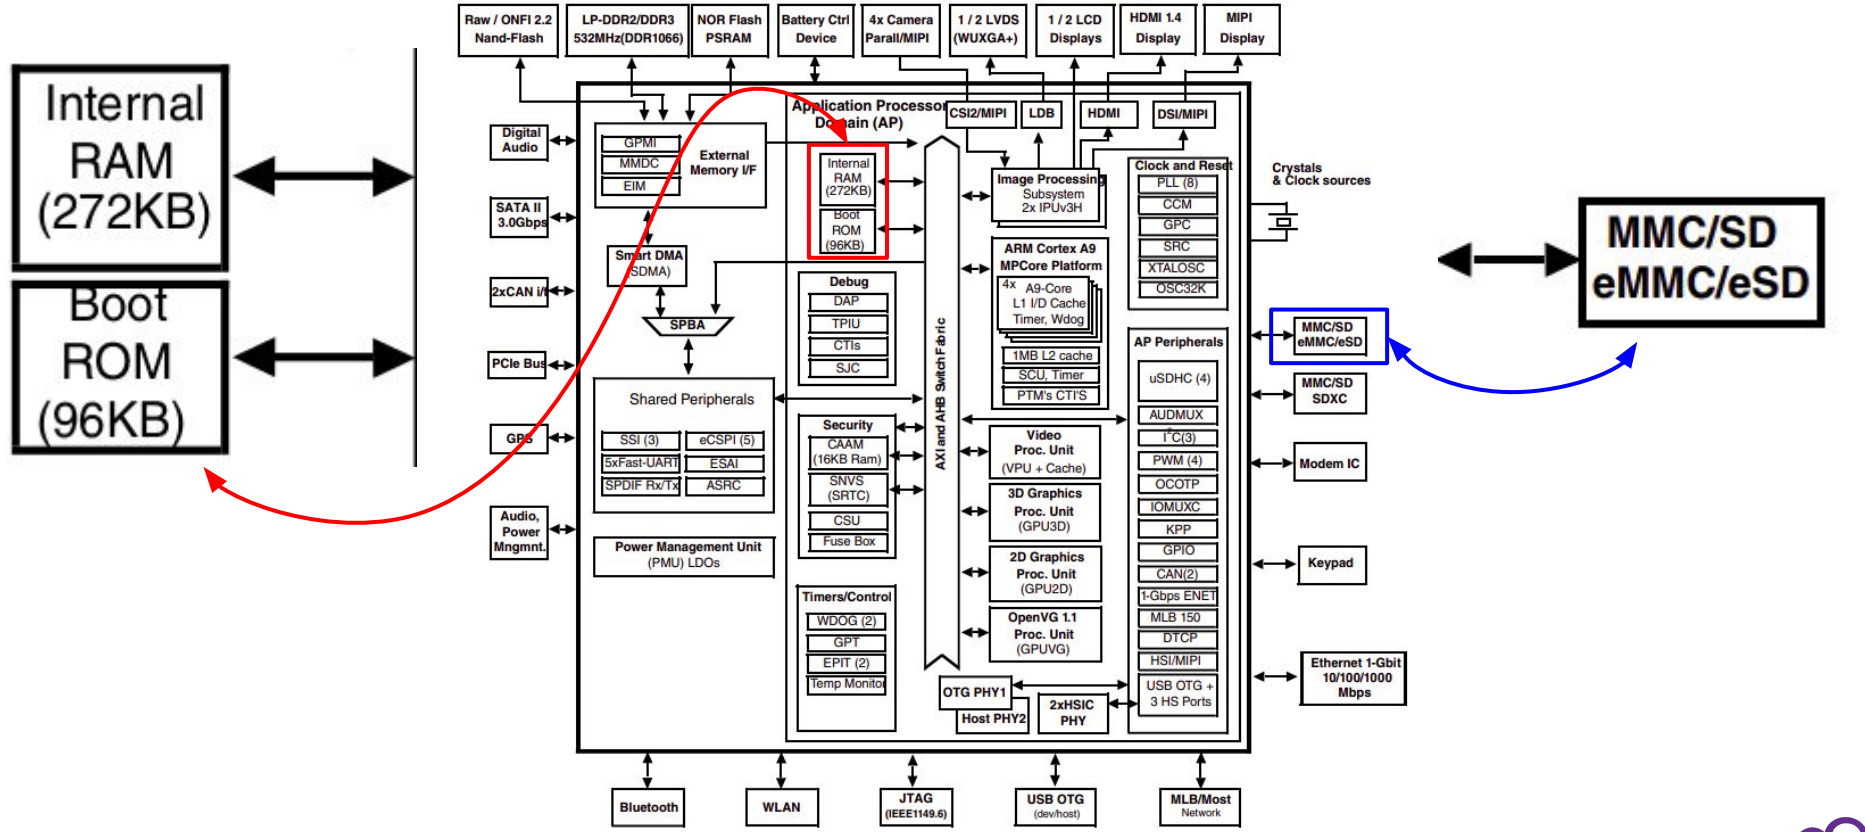 Internal
RAM
(272KB)
Boot
ROM
(96KB)
Raw / ONFI 2.2
Nand-Flash
LP-DDR2/DDR3
532MHz(DDR1066)
NOR Flash
PSRAM
Battery Ctrl
Device
4x Camera
Parall/MIPI
1 / 2 LVDS
(WUXGA+)
1 / 2 LCD
Displays
HDMI 1.4
Display
MIPI
Display
Digital
Audio
SATA II
3.0Gbps
2xCAN i/f
PCIe Bus
GPS
Audio,
Power
Mngmnt.
GPMI
MMDC
EIM
External
Memory I/F
Smart DMA
(SDMA)
SPBA
Shared Peripherals
SSI (3)
eCSPI (5)
5xFast-UART
ESAI
SPDIF Rx/Tx
ASRC
Power Management Unit
(PMU) LDOs
Application Processor
Domain (AP)
Internal
RAM
(272KB)
Boot
ROM
(96KB)
Debug
DAP
TPIU
CTIs
SJC
Security
CAAM
(16KB Ram)
SNVS
(SRTC)
CSU
Fuse Box
Timers/Control
WDOG (2)
GPT
EPIT (2)
Temp Monitor
AXI and AHB Switch Fabric
CSI2/MIPI
LDB
HDMI
DSI/MIPI
Image Processing
Subsystem
2x IPUv3H
ARM Cortex A9
MPCore Platform
4x
A9-Core
L1 I/D Cache
Timer, Wdog
1MB L2 cache
SCU, Timer
PTM's CTI'S
Video
Proc. Unit
(VPU + Cache)
3D Graphics
Proc. Unit
(GPU3D)
2D Graphics
Proc. Unit
(GPU2D)
OpenVG 1.1
Proc. Unit
(GPUVG)
OTG PHY1
Host PHY2
2xHSIC
PHY
Clock and Reset
PLL (8)
CCM
GPC
SRC
XTALOSC
OSC32K
AP Peripherals
uSDHC (4)
AUDMUX
I²C(3)
PWM (4)
OCOTP
IOMUXC
KPP
GPIO
CAN(2)
1-Gbps ENET
MLB 150
DTCP
HSI/MIPI
USB OTG +
3 HS Ports
Crystals
& Clock sources
MMC/SD
eMMC/eSD
MMC/SD
SDXC
Modem IC
Keypad
Ethernet 1-Gbit
10/100/1000
Mbps
Bluetooth
WLAN
JTAG
(IEEE1149.6)
USB OTG
(dev/host)
MLB/Most
Network
MMC/SD
eMMC/eSD